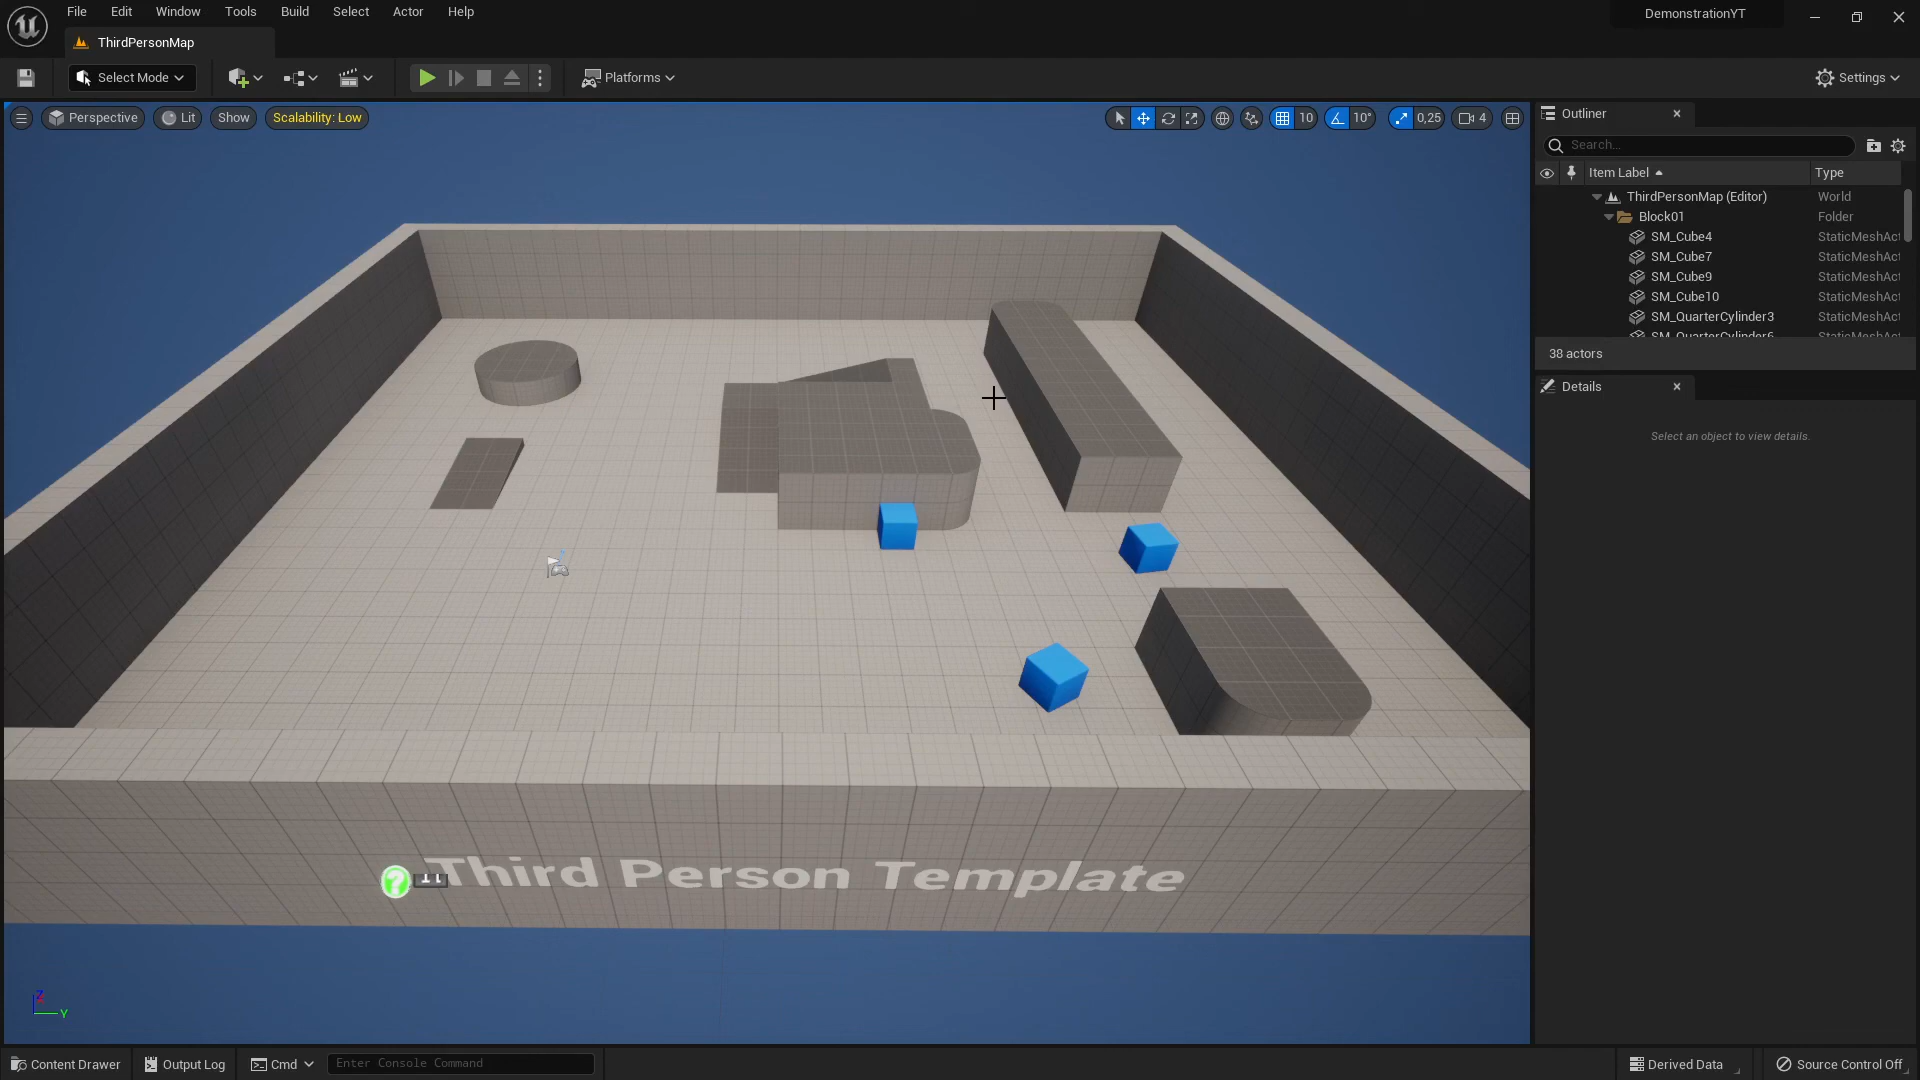 File Edit Window Tools Build Select Actor Help
DemonstrationYT
ThirdPersonMap
Select Mode
Platforms
Settings
Perspective
Lit
Show
Scalability: Low
10
10°
0,25
4
Outliner
Search...
Item Label
Type
ThirdPersonMap (Editor) World
Block01 Folder
SM_Cube4 StaticMeshAct
SM_Cube7 StaticMeshAct
SM_Cube9 StaticMeshAct
SM_Cube10 StaticMeshAct
SM_QuarterCylinder3 StaticMeshAct
SM_QuarterCylinder6 StaticMeshAct
38 actors
Details
Select an object to view details.
Third Person Template
Z
Y
Content Drawer
Output Log
Cmd
Enter Console Command
Derived Data
Source Control Off